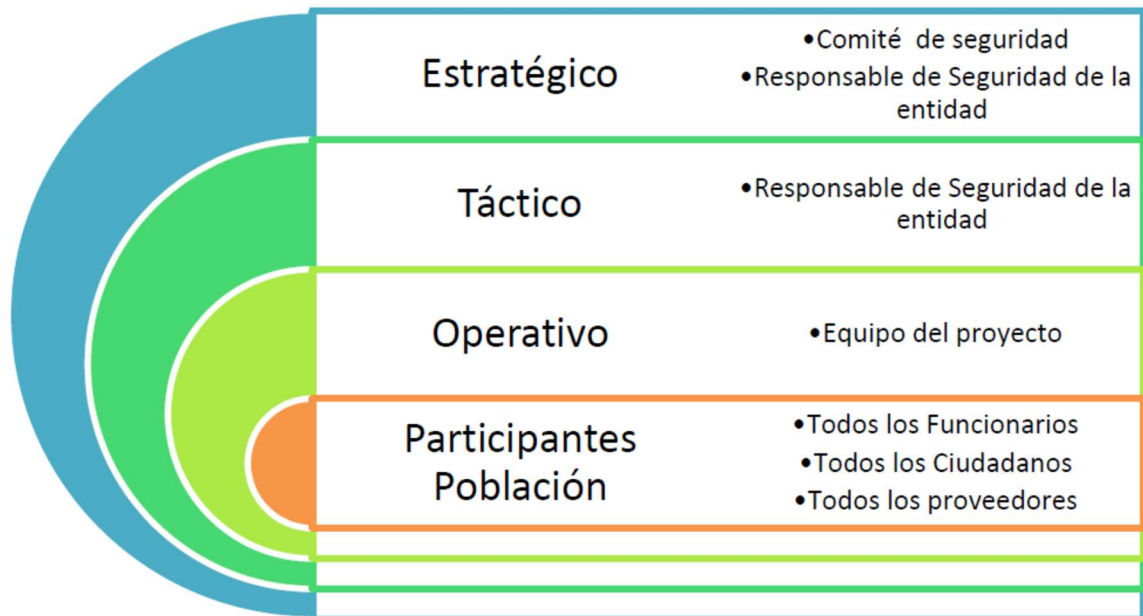 Estratégico
•Comité de seguridad
•Responsable de Seguridad de la
entidad
Táctico
•Responsable de Seguridad de la
entidad
Operativo
•Equipo del proyecto
Participantes
Población
•Todos los Funcionarios
•Todos los Ciudadanos
•Todos los proveedores